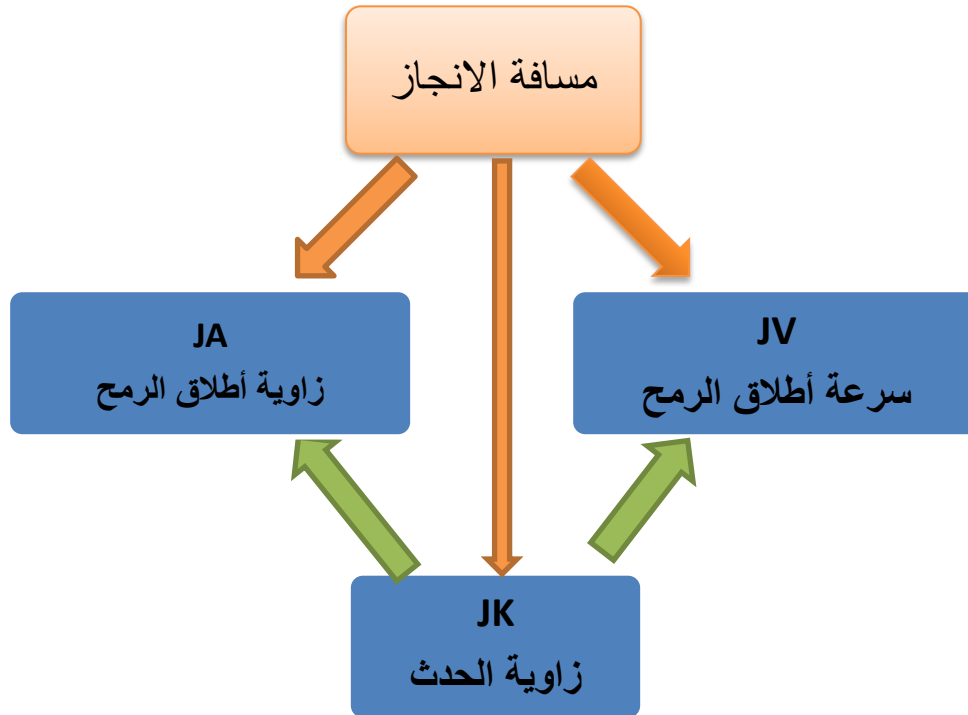 مسافة الانجاز
JV
سرعة أطلاق الرمح
JA
زاوية أطلاق الرمح
JK
زاوية الحدث